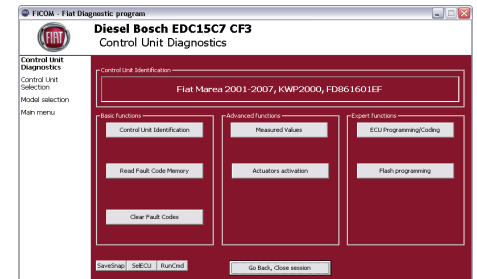 FICOM - Fiat Diagnostic program
FIAT
Diesel Bosch EDC15C7 CF3
Control Unit Diagnostics
Control Unit
Diagnostics
Control Unit
Selection
Model selection
Main menu
Control Unit Identification
Fiat Marea 2001-2007, KWP2000, FD861601EF
Basic functions
Advanced functions
Expert functions
Control Unit Identification
Measured Values
ECU Programming/Coding
Read Fault Code Memory
Actuators activation
Flash programming
Clear Fault Codes
SaveSnap
SelECU
RunCmd
Go Back, Close session